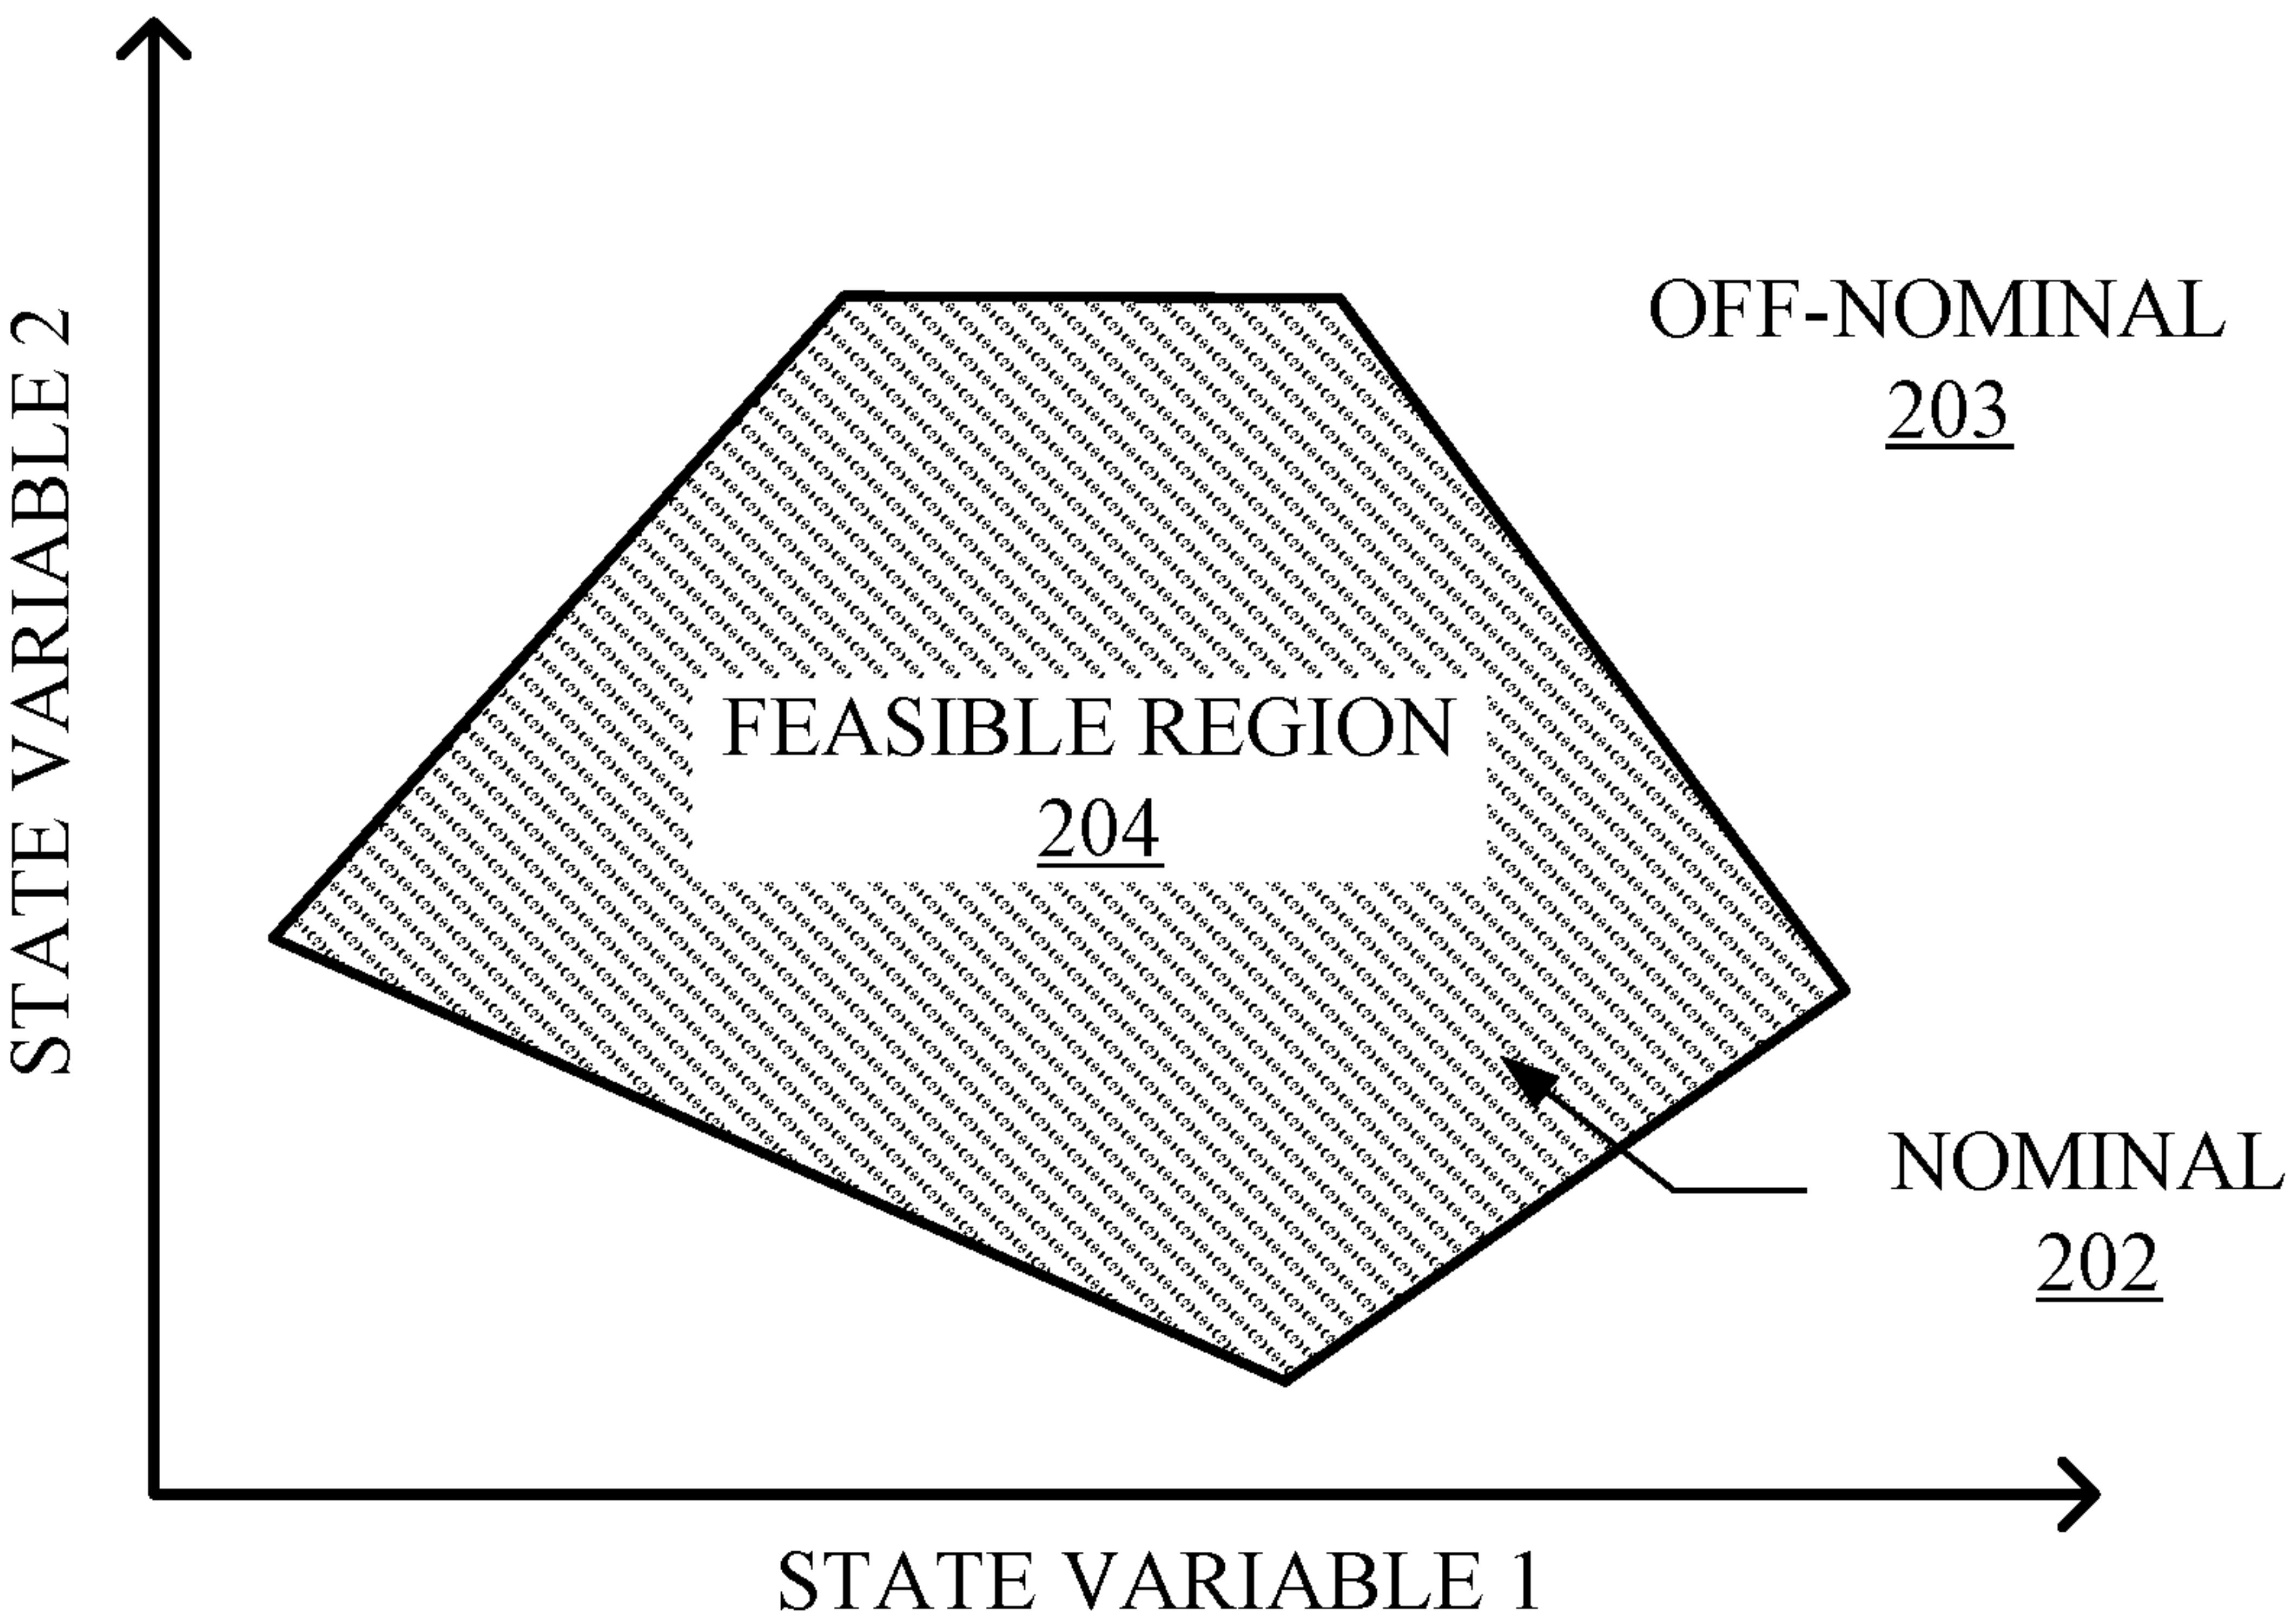 STATE VARIABLE 2
OFF-NOMINAL
203
FEASIBLE REGION
204
NOMINAL
202
STATE VARIABLE 1